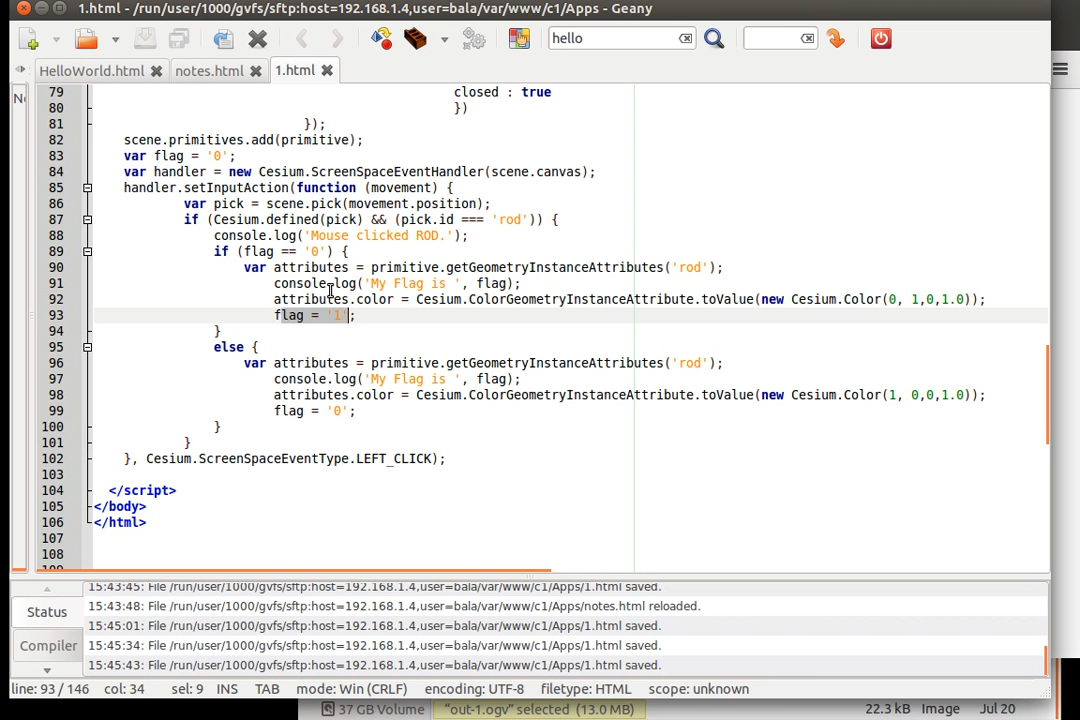 1.html - /run/user/1000/gvfs/sftp:host=192.168.1.4,user=bala/var/www/c1/Apps - Geany
hello
HelloWorld.html
notes.html
1.html
79 closed : true
80 })
81 });
82 scene.primitives.add(primitive);
83 var flag = '0';
84 var handler = new Cesium.ScreenSpaceEventHandler(scene.canvas);
85 handler.setInputAction(function (movement) {
86 var pick = scene.pick(movement.position);
87 if (Cesium.defined(pick) && (pick.id === 'rod')) {
88 console.log('Mouse clicked ROD.');
89 if (flag == '0') {
90 var attributes = primitive.getGeometryInstanceAttributes('rod');
91 console.log('My Flag is ', flag);
92 attributes.color = Cesium.ColorGeometryInstanceAttribute.toValue(new Cesium.Color(0, 1,0,1.0));
93 flag = '1';
94 }
95 else {
96 var attributes = primitive.getGeometryInstanceAttributes('rod');
97 console.log('My Flag is ', flag);
98 attributes.color = Cesium.ColorGeometryInstanceAttribute.toValue(new Cesium.Color(1, 0,0,1.0));
99 flag = '0';
100 }
101 }
102 }, Cesium.ScreenSpaceEventType.LEFT_CLICK);
103
104 </script>
105 </body>
106 </html>
107
108
15:43:45: File /run/user/1000/gvfs/sftp:host=192.168.1.4,user=bala/var/www/c1/Apps/1.html saved.
15:43:48: File /run/user/1000/gvfs/sftp:host=192.168.1.4,user=bala/var/www/c1/Apps/notes.html reloaded.
Status
15:45:01: File /run/user/1000/gvfs/sftp:host=192.168.1.4,user=bala/var/www/c1/Apps/1.html saved.
15:45:34: File /run/user/1000/gvfs/sftp:host=192.168.1.4,user=bala/var/www/c1/Apps/1.html saved.
Compiler
15:45:43: File /run/user/1000/gvfs/sftp:host=192.168.1.4,user=bala/var/www/c1/Apps/1.html saved.
line: 93 / 146 col: 34 sel: 9 INS TAB mode: Win (CRLF) encoding: UTF-8 filetype: HTML scope: unknown
37 GB Volume "out-1.ogv" selected (13.0 MB) 22.3 kB Image Jul 20